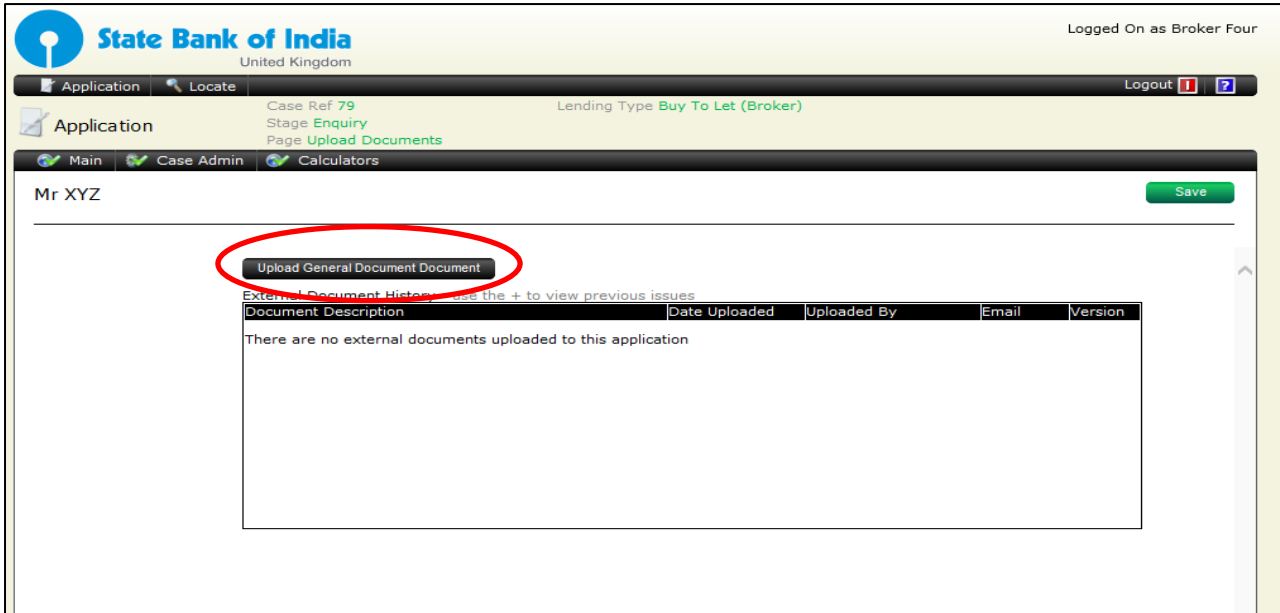 State Bank of India
United Kingdom
Logged On as Broker Four
Application Locate Logout
Application
Case Ref 79 Lending Type Buy To Let (Broker)
Stage Enquiry
Page Upload Documents
Main Case Admin Calculators
Mr XYZ Save
Upload General Document Document
External Document History - use the + to view previous issues
Document Description Date Uploaded Uploaded By Email Version
There are no external documents uploaded to this application